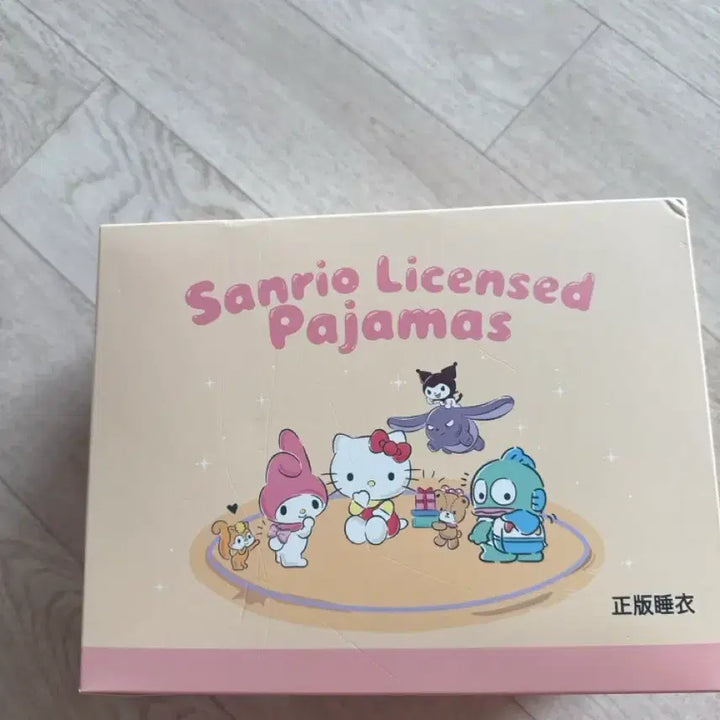 Sanrio Licensed
Pajamas
正版睡衣